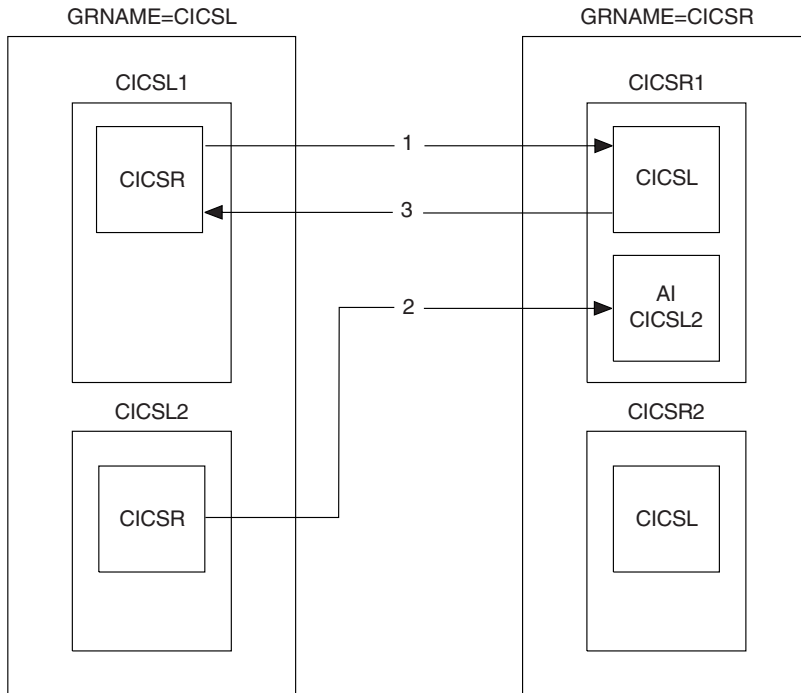 GRNAME=CICSL
GRNAME=CICSR
CICSL1
CICSR1
CICSR
1
CICSL
3
AI
CICSL2
2
CICSL2
CICSR2
CICSR
CICSL